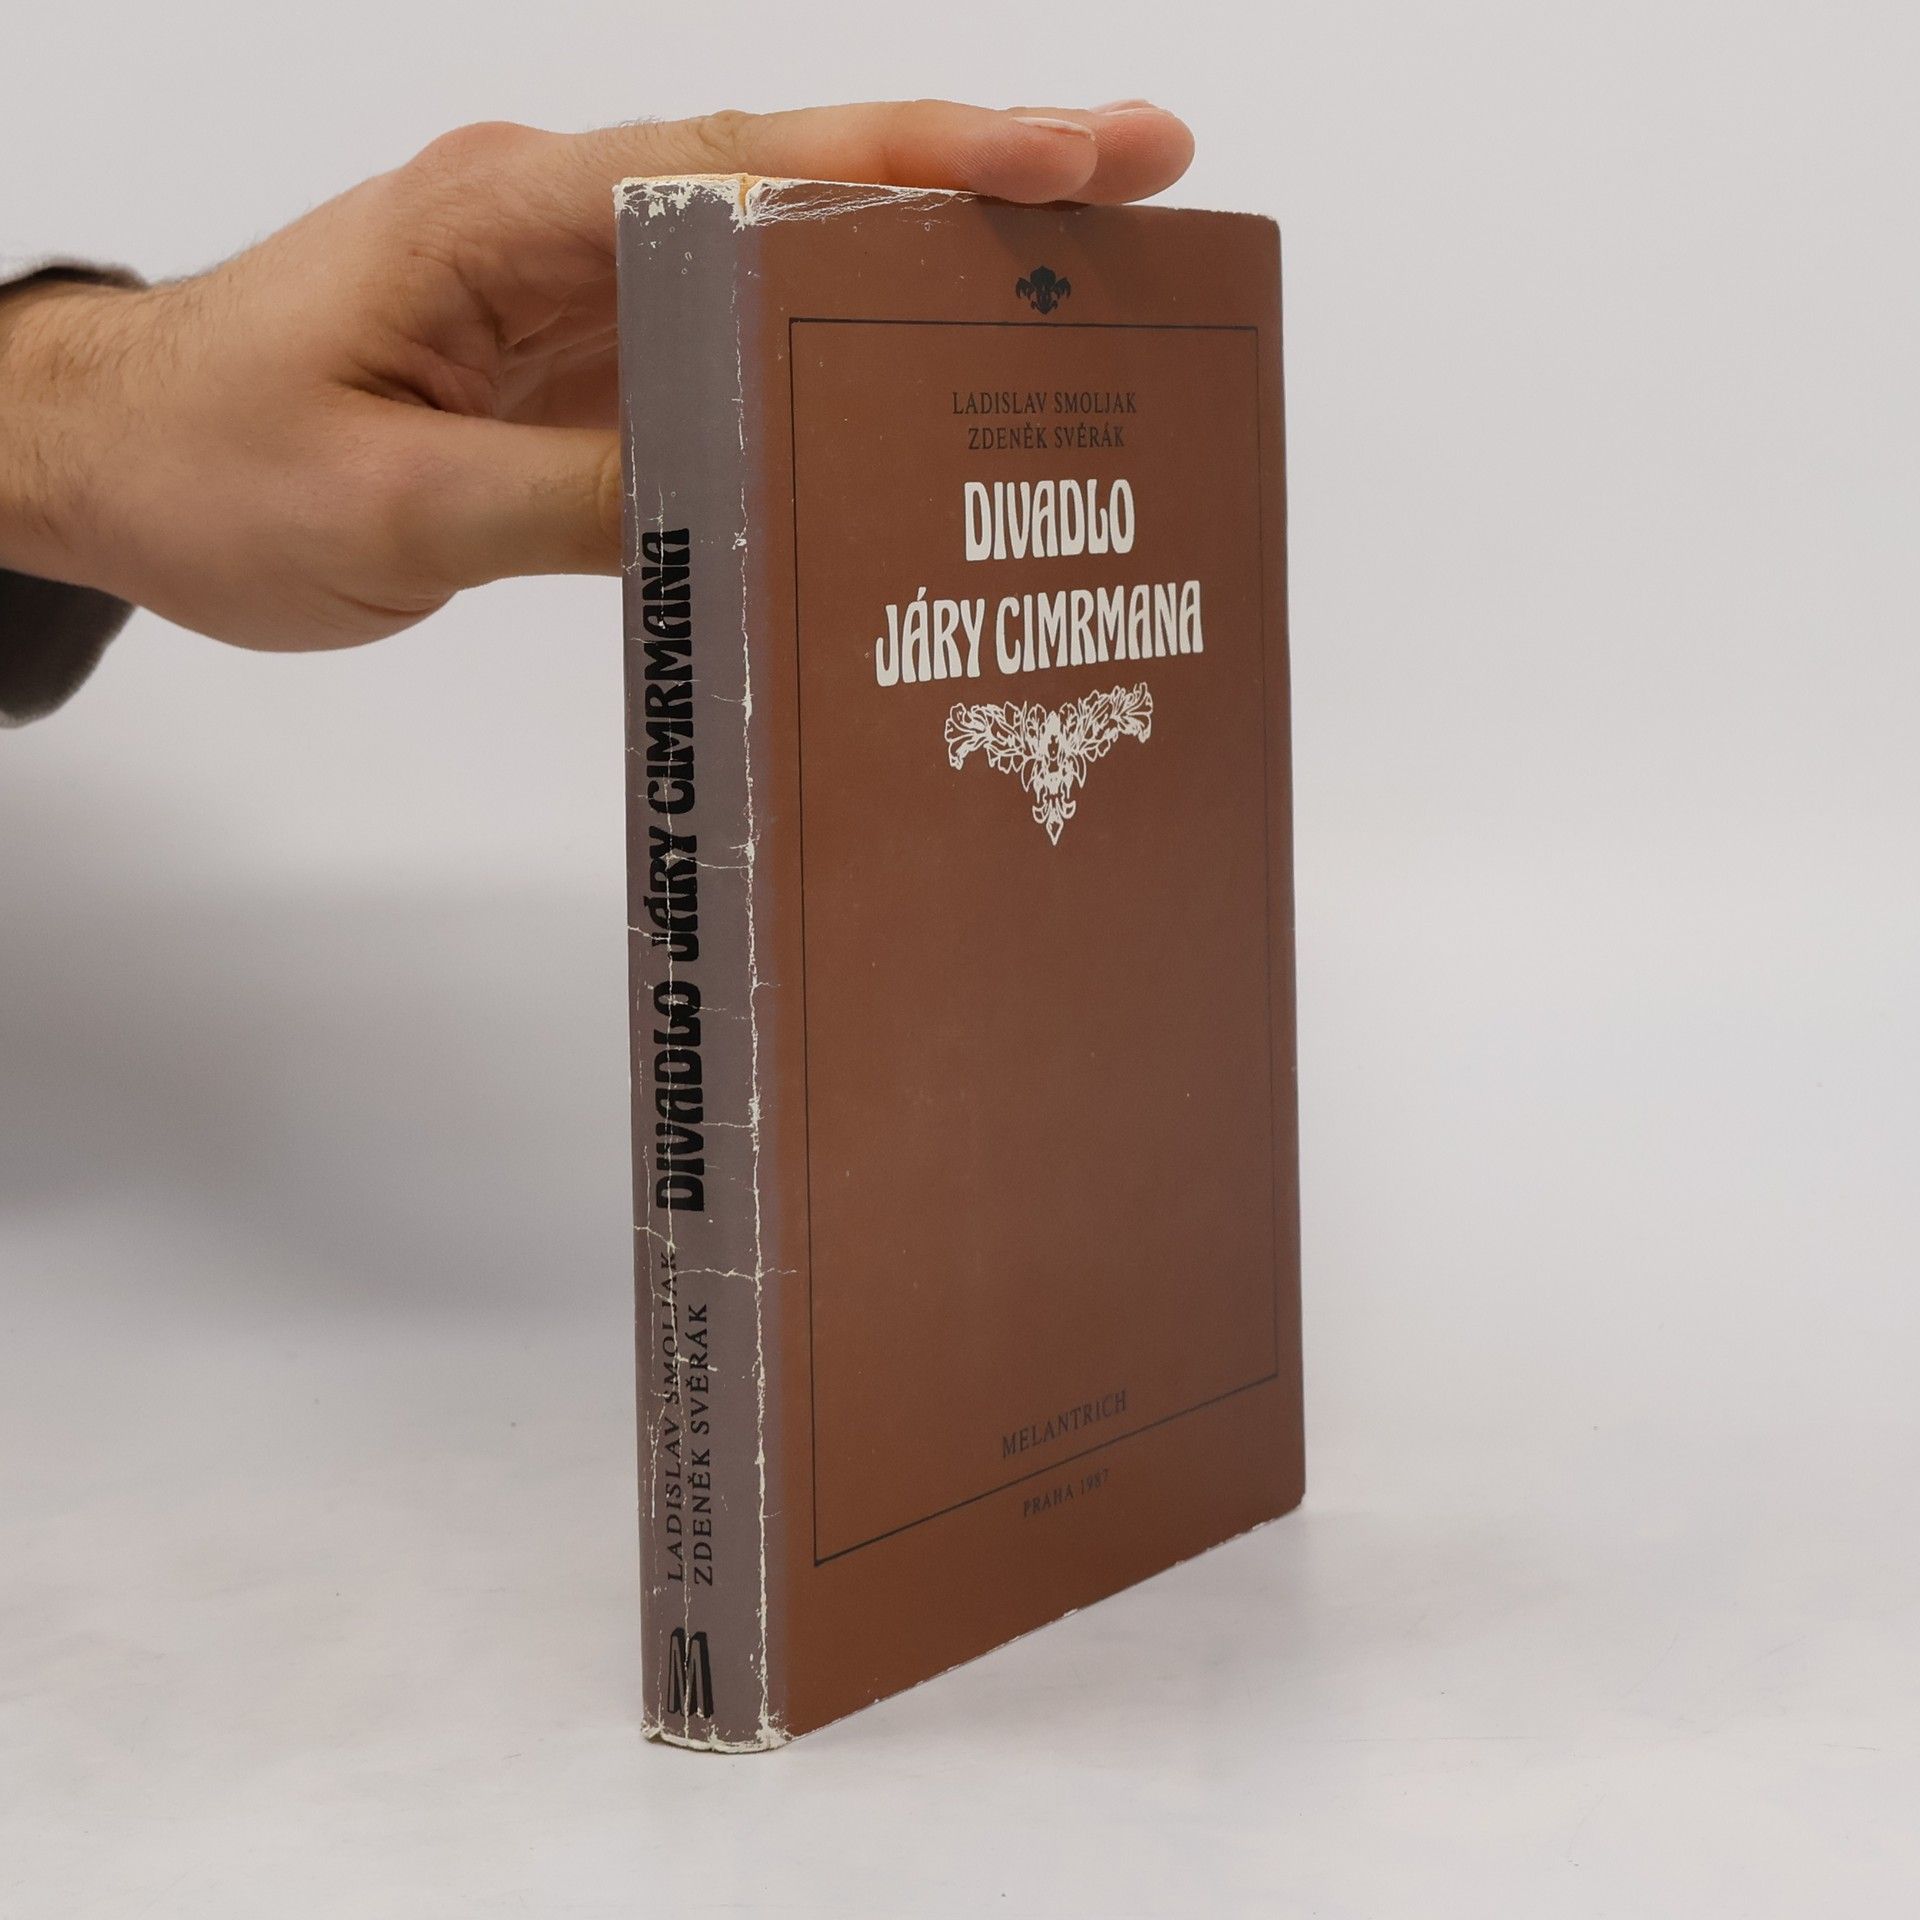 LADISLAV SMOLJAK
ZDENĚK SVĚRÁK
DIVADLO
JÁRY CIMRMANA
MELANTRICH
PRAHA 1987
DIVADLO JÁRY CIMRMANA
LADISLAV SMOLJAK
ZDENĚK SVĚRÁK
M